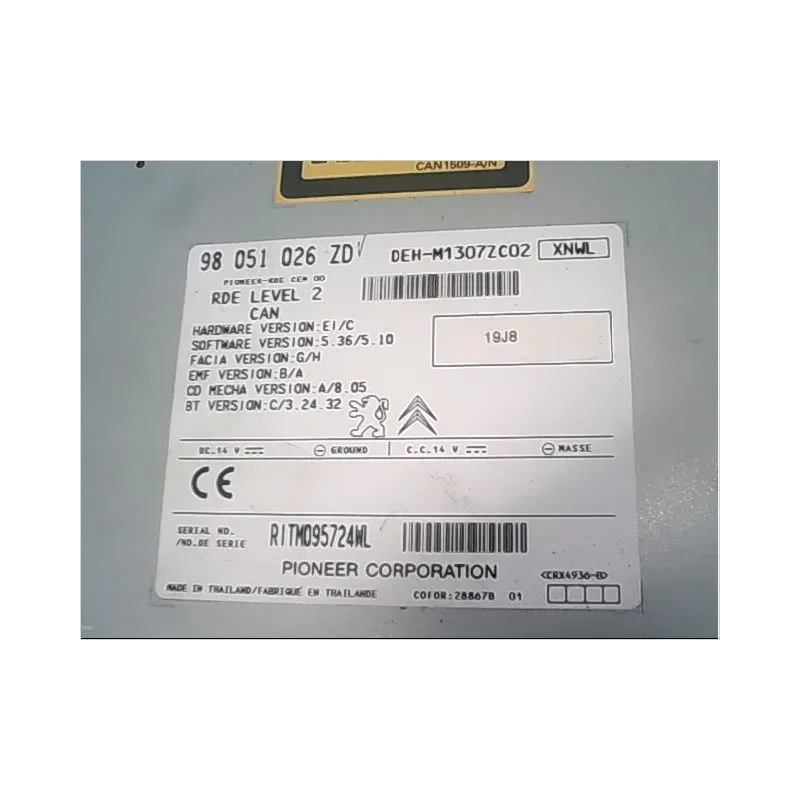 CAN1509-A/N
98 051 026 ZD DEH-M1307ZC02 XNWL
PIONEER-RDE CEM 00
RDE LEVEL 2
CAN
HARDWARE VERSION:EI/C
SOFTWARE VERSION:5.36/5.10
19J8
FACIA VERSION:G/H
EMF VERSION:B/A
CD MECHA VERSION:A/8.05
BT VERSION:C/3.24.32
DC.14 V GROUND C.C.14 V MASSE
CE
SERIAL NO.
/NO.DE SERIE RITM095724WL
PIONEER CORPORATION <CRX4936-B>
MADE IN THAILAND/FABRIQUE EN THAILANDE COFOR:28867B 01